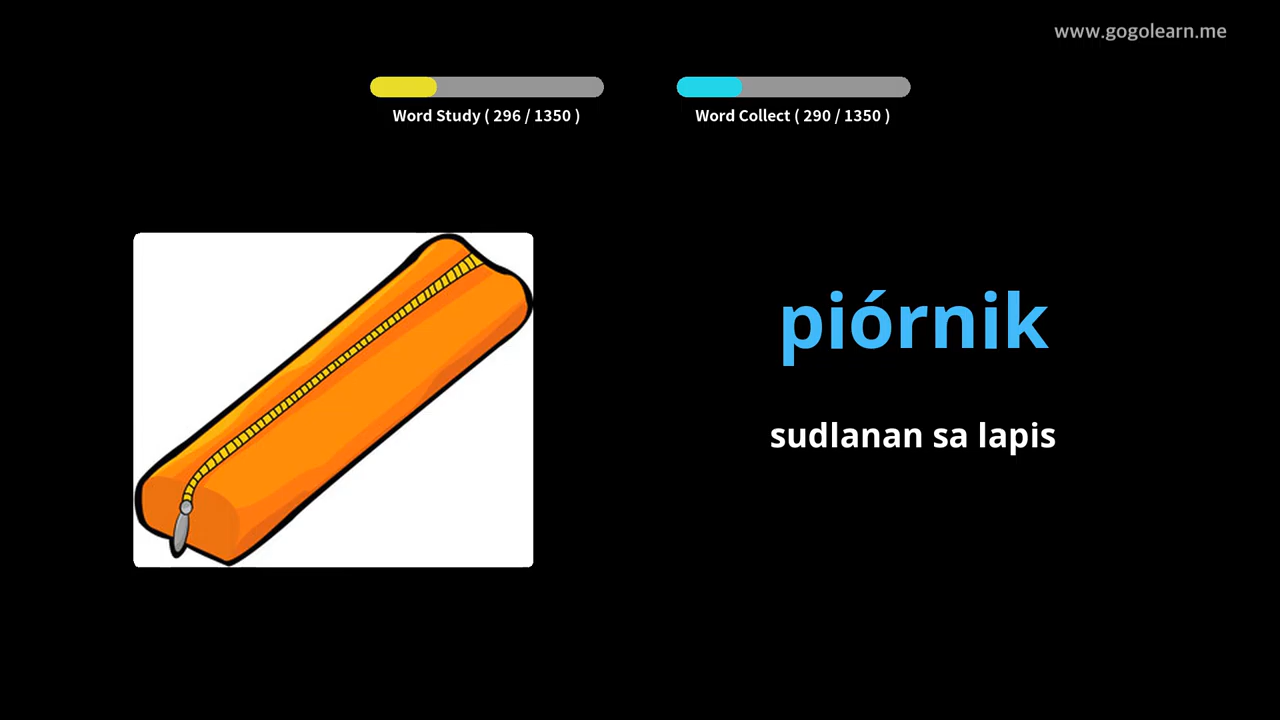 www.gogolearn.me
Word Study ( 296 / 1350 )
Word Collect ( 290 / 1350 )
piórnik
sudlanan sa lapis